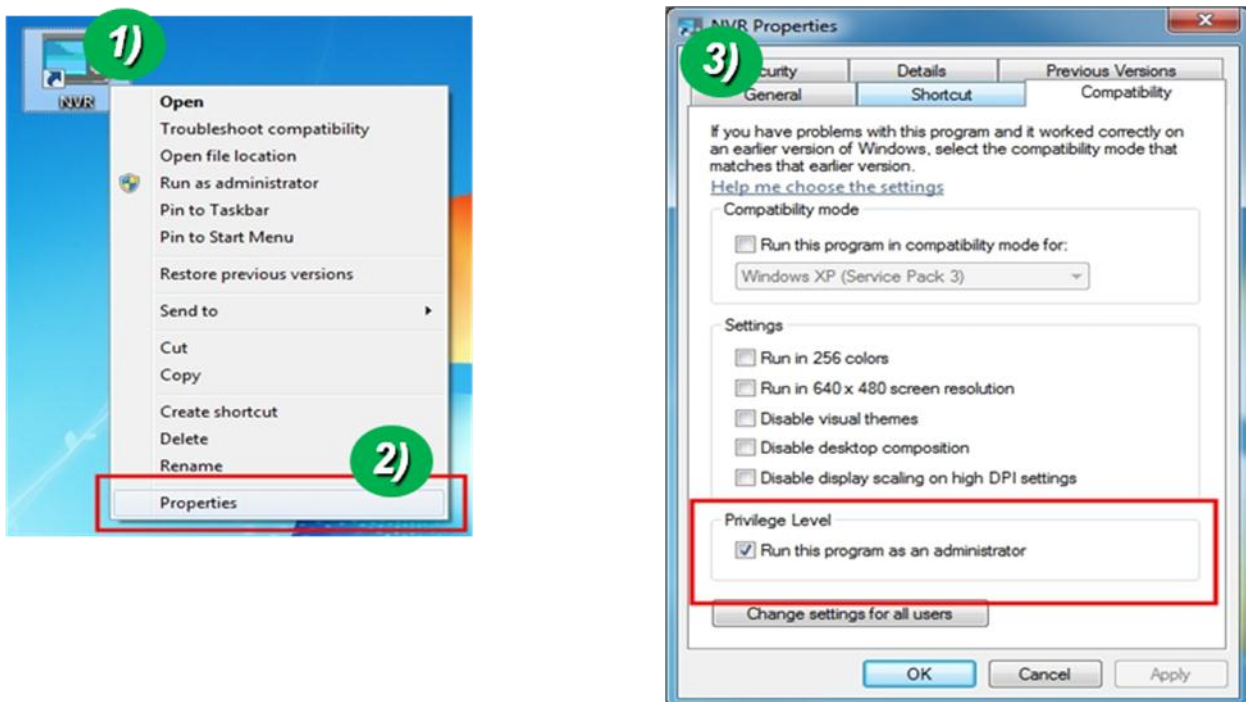 1)
NVR
Open
Troubleshoot compatibility
Open file location
Run as administrator
Pin to Taskbar
Pin to Start Menu
Restore previous versions
Send to
Cut
Copy
Create shortcut
Delete
Rename
2)
Properties
NVR Properties
3)
curity Details Previous Versions
General Shortcut Compatibility
If you have problems with this program and it worked correctly on
an earlier version of Windows, select the compatibility mode that
matches that earlier version.
Help me choose the settings
Compatibility mode
Run this program in compatibility mode for:
Windows XP (Service Pack 3)
Settings
Run in 256 colors
Run in 640 x 480 screen resolution
Disable visual themes
Disable desktop composition
Disable display scaling on high DPI settings
Privilege Level
Run this program as an administrator
Change settings for all users
OK Cancel Apply